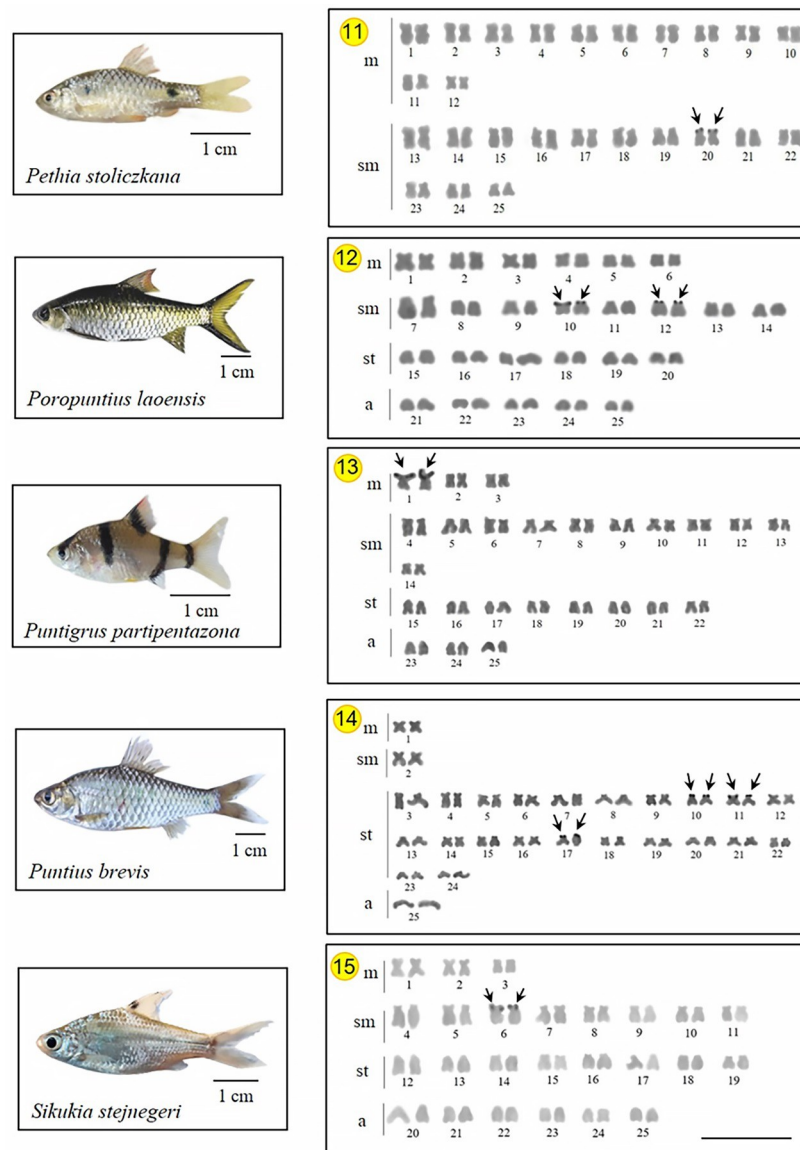 11
m
1 2 3 4 5 6 7 8 9 10
11 12
sm
13 14 15 16 17 18 19 20 21 22
23 24 25
1 cm
Pethia stoliczkana
12
m
1 2 3 4 5 6
sm
7 8 9 10 11 12 13 14
st
15 16 17 18 19 20
a
21 22 23 24 25
1 cm
Poropuntius laoensis
13
m
1 2 3
sm
4 5 6 7 8 9 10 11 12 13
14
st
15 16 17 18 19 20 21 22
a
23 24 25
1 cm
Puntigrus partipentazona
14
m
1
sm
2
st
3 4 5 6 7 8 9 10 11 12
13 14 15 16 17 18 19 20 21 22
23 24
a
25
1 cm
Puntius brevis
15
m
1 2 3
sm
4 5 6 7 8 9 10 11
st
12 13 14 15 16 17 18 19
a
20 21 22 23 24 25
1 cm
Sikukia stejnegeri